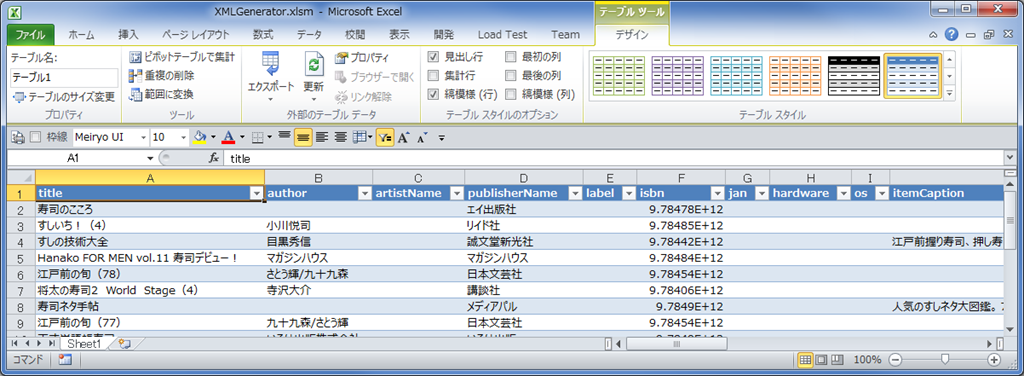 XMLGenerator.xlsm - Microsoft Excel
テーブル ツール
ファイル ホーム 挿入 ページ レイアウト 数式 データ 校閲 表示 開発 Load Test Team デザイン
テーブル名:
テーブル1
テーブルのサイズ変更
プロパティ
ピボットテーブルで集計
重複の削除
範囲に変換
ツール
エクスポート
更新
プロパティ
ブラウザーで開く
リンク解除
外部のテーブル データ
見出し行 最初の列
集計行 最後の列
縞模様 (行) 縞模様 (列)
テーブル スタイルのオプション
テーブル スタイル
枠線 Meiryo UI 10
A1 fx title
A B C D E F G H I
1 title author artistName publisherName label isbn jan hardware os itemCaption
2 寿司のこころ エイ出版社 9.78478E+12
3 すしいち！（4） 小川悦司 リイド社 9.78485E+12
4 すしの技術大全 目黒秀信 誠文堂新光社 9.78442E+12 江戸前握り寿司、押し寿
5 Hanako FOR MEN vol.11 寿司デビュー！ マガジンハウス マガジンハウス 9.78484E+12
6 江戸前の旬（78） さとう輝/九十九森 日本文芸社 9.78454E+12
7 将太の寿司2 World Stage（4） 寺沢大介 講談社 9.78406E+12
8 寿司ネタ手帖 メディアパル 9.7849E+12 人気のすしネタ大図鑑。
9 江戸前の旬（77） 九十九森/さとう輝 日本文芸社 9.78454E+12
Sheet1
コマンド 100%